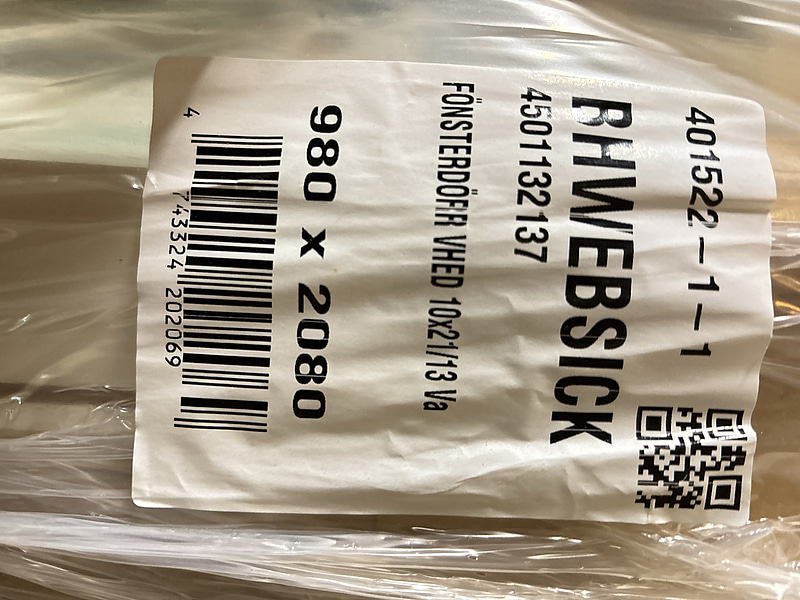 401522-1-1
RHWEBSICK
4501132137
FÖNSTERDÖRR VHED 10x21/13 Va
980 x 2080
4 743324 202069